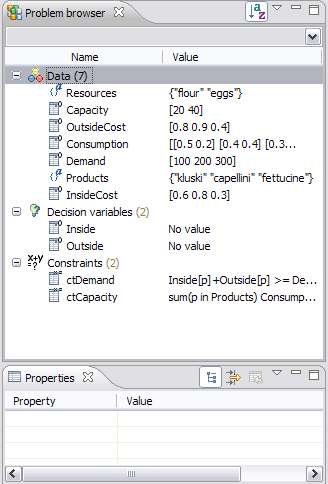 Problem browser
Name Value
Data (7)
Resources {"flour" "eggs"}
Capacity [20 40]
OutsideCost [0.8 0.9 0.4]
Consumption [[0.5 0.2] [0.4 0.4] [0.3...
Demand [100 200 300]
Products {"kluski" "capellini" "fettucine"}
InsideCost [0.6 0.8 0.3]
Decision variables (2)
Inside No value
Outside No value
Constraints (2)
ctDemand Inside[p]+Outside[p] >= De...
ctCapacity sum(p in Products) Consump...
Properties
Property Value